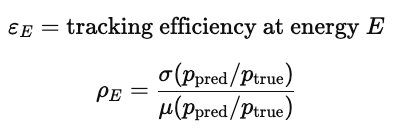 ε_E = tracking efficiency at energy E
ρ_E = σ(p_pred/p_true) / μ(p_pred/p_true)